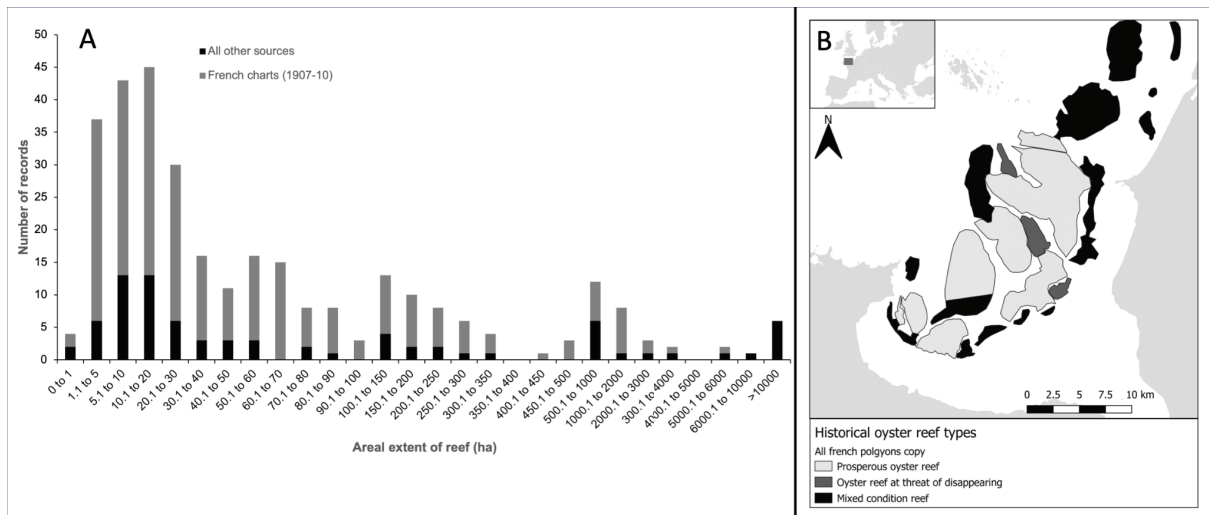 A
All other sources
French charts (1907-10)
Number of records
50
45
40
35
30
25
20
15
10
5
0
0 to 1
1.1 to 5
5.1 to 10
10.1 to 20
20.1 to 30
30.1 to 40
40.1 to 50
50.1 to 60
60.1 to 70
70.1 to 80
80.1 to 90
90.1 to 100
100.1 to 150
150.1 to 200
200.1 to 250
250.1 to 300
300.1 to 350
350.1 to 400
400.1 to 450
450.1 to 500
500.1 to 1000
1000.1 to 2000
2000.1 to 3000
300.1 to 4000
400.1 to 5000
5000.1 to 6000
6000.1 to 10000
>10000
Areal extent of reef (ha)
B
N
0 2.5 5 7.5 10 km
Historical oyster reef types
All french polgyons copy
Prosperous oyster reef
Oyster reef at threat of disappearing
Mixed condition reef